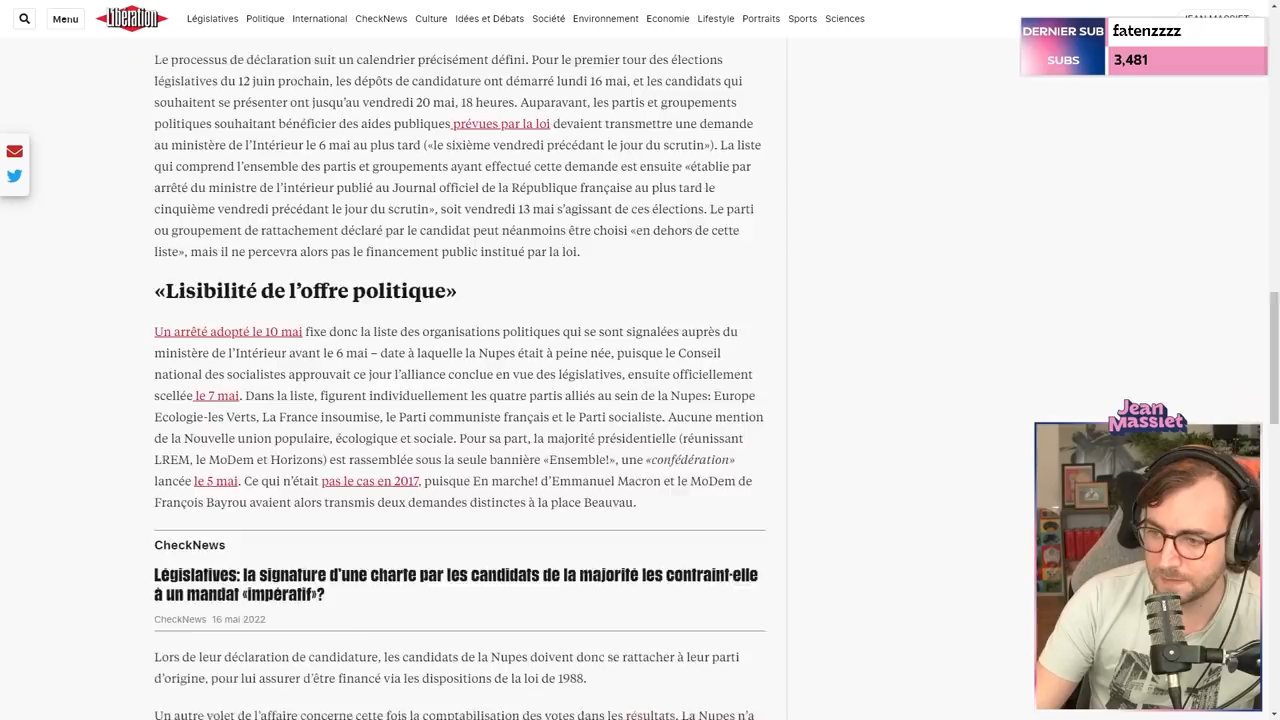 Menu
Libération
Législatives Politique International CheckNews Culture Idées et Débats Société Environnement Economie Lifestyle Portraits Sports Sciences
JEAN MASSIET
DERNIER SUB
fatenzzzz
SUBS
3,481
Le processus de déclaration suit un calendrier précisément défini. Pour le premier tour des élections
législatives du 12 juin prochain, les dépôts de candidature ont démarré lundi 16 mai, et les candidats qui
souhaitent se présenter ont jusqu’au vendredi 20 mai, 18 heures. Auparavant, les partis et groupements
politiques souhaitant bénéficier des aides publiques prévues par la loi devaient transmettre une demande
au ministère de l’Intérieur le 6 mai au plus tard («le sixième vendredi précédant le jour du scrutin»). La liste
qui comprend l’ensemble des partis et groupements ayant effectué cette demande est ensuite «établie par
arrêté du ministre de l’intérieur publié au Journal officiel de la République française au plus tard le
cinquième vendredi précédant le jour du scrutin», soit vendredi 13 mai s’agissant de ces élections. Le parti
ou groupement de rattachement déclaré par le candidat peut néanmoins être choisi «en dehors de cette
liste», mais il ne percevra alors pas le financement public institué par la loi.
«Lisibilité de l’offre politique»
Un arrêté adopté le 10 mai fixe donc la liste des organisations politiques qui se sont signalées auprès du
ministère de l’Intérieur avant le 6 mai – date à laquelle la Nupes était à peine née, puisque le Conseil
national des socialistes approuvait ce jour l’alliance conclue en vue des législatives, ensuite officiellement
scellée le 7 mai. Dans la liste, figurent individuellement les quatre partis alliés au sein de la Nupes: Europe
Ecologie-les Verts, La France insoumise, le Parti communiste français et le Parti socialiste. Aucune mention
de la Nouvelle union populaire, écologique et sociale. Pour sa part, la majorité présidentielle (réunissant
LREM, le MoDem et Horizons) est rassemblée sous la seule bannière «Ensemble!», une «confédération»
lancée le 5 mai. Ce qui n’était pas le cas en 2017, puisque En marche! d’Emmanuel Macron et le MoDem de
François Bayrou avaient alors transmis deux demandes distinctes à la place Beauvau.
CheckNews
Législatives: la signature d’une charte par les candidats de la majorité les contraint-elle
à un mandat «impératif»?
CheckNews 16 mai 2022
Lors de leur déclaration de candidature, les candidats de la Nupes doivent donc se rattacher à leur parti
d’origine, pour lui assurer d’être financé via les dispositions de la loi de 1988.
Un autre volet de l’affaire concerne cette fois la comptabilisation des votes dans les résultats. La Nupes n’a
Jean
Massiet